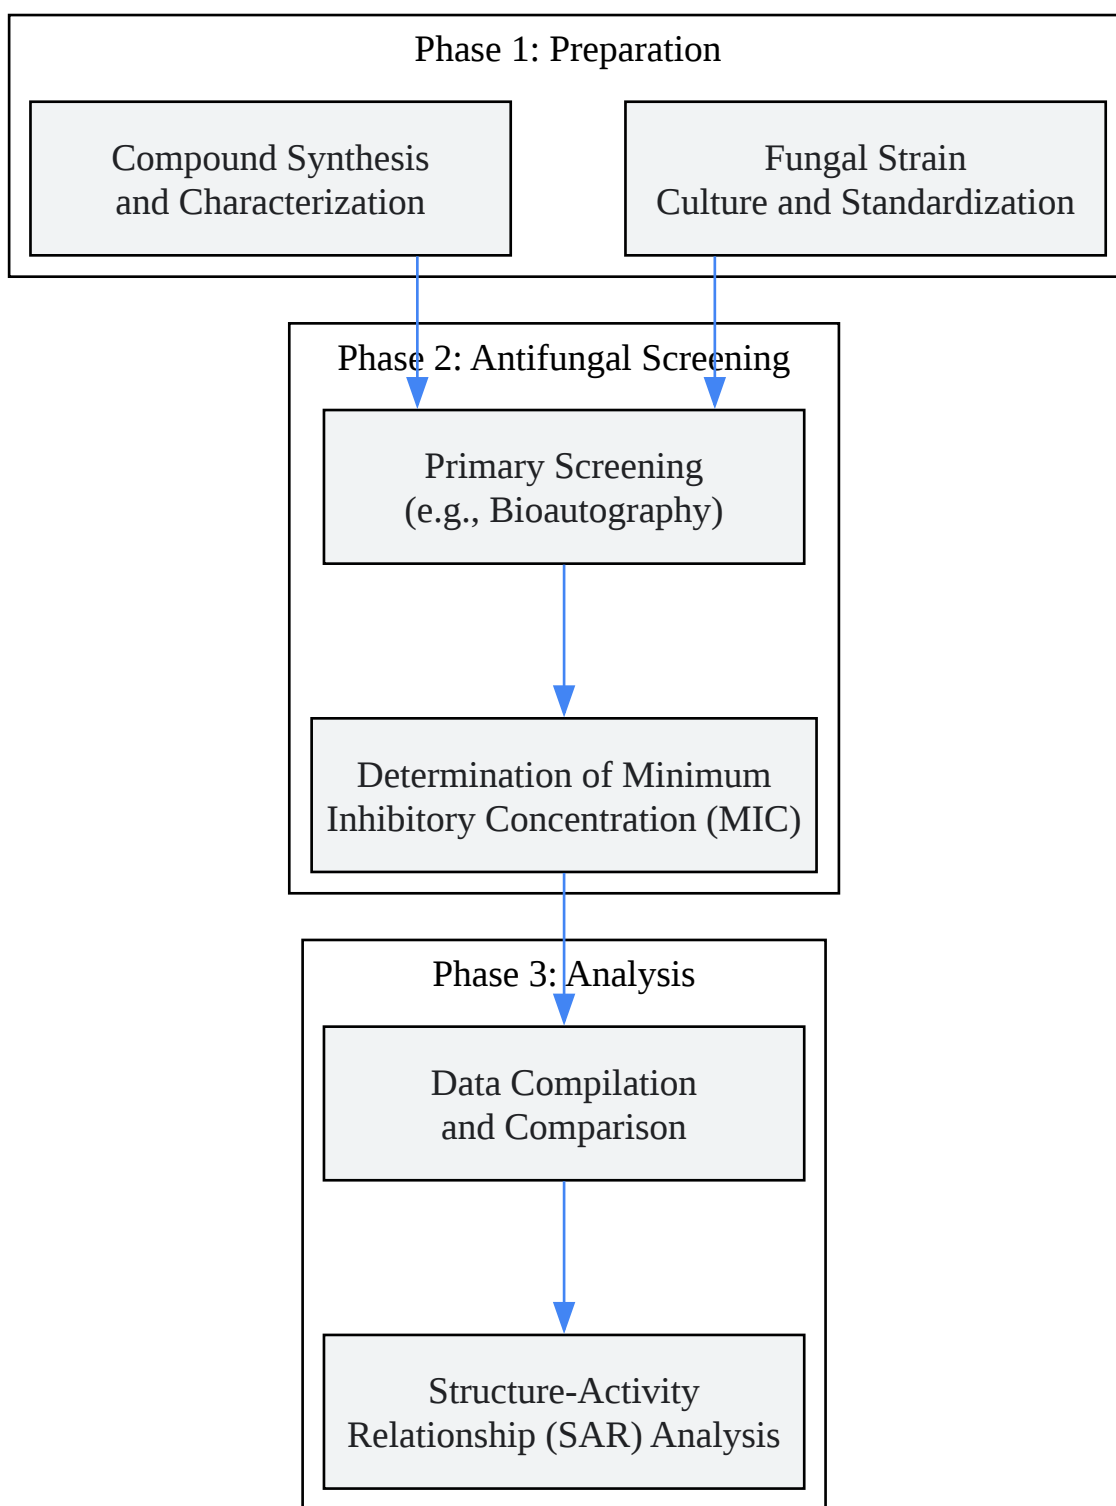 Phase 1: Preparation
Compound Synthesis
and Characterization
Fungal Strain
Culture and Standardization
Phase 2: Antifungal Screening
Primary Screening
(e.g., Bioautography)
Determination of Minimum
Inhibitory Concentration (MIC)
Phase 3: Analysis
Data Compilation
and Comparison
Structure-Activity
Relationship (SAR) Analysis